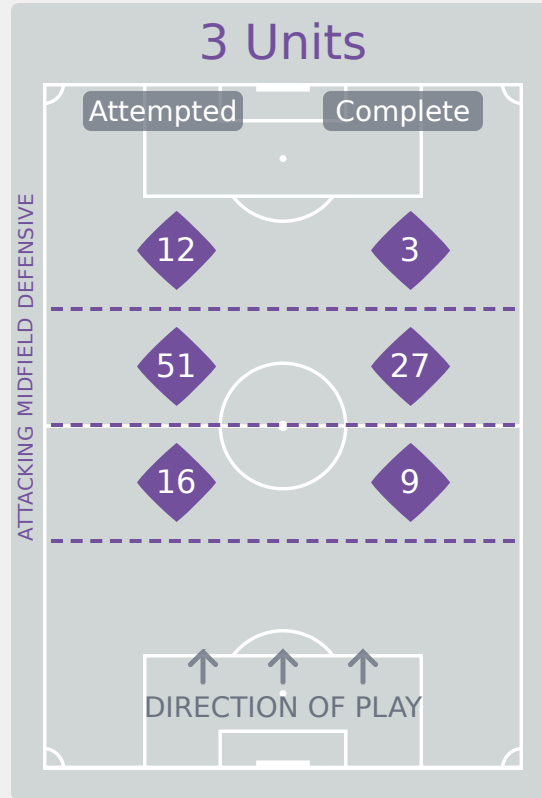 3 Units
Attempted Complete
ATTACKING MIDFIELD DEFENSIVE
12 3
51 27
16 9
DIRECTION OF PLAY